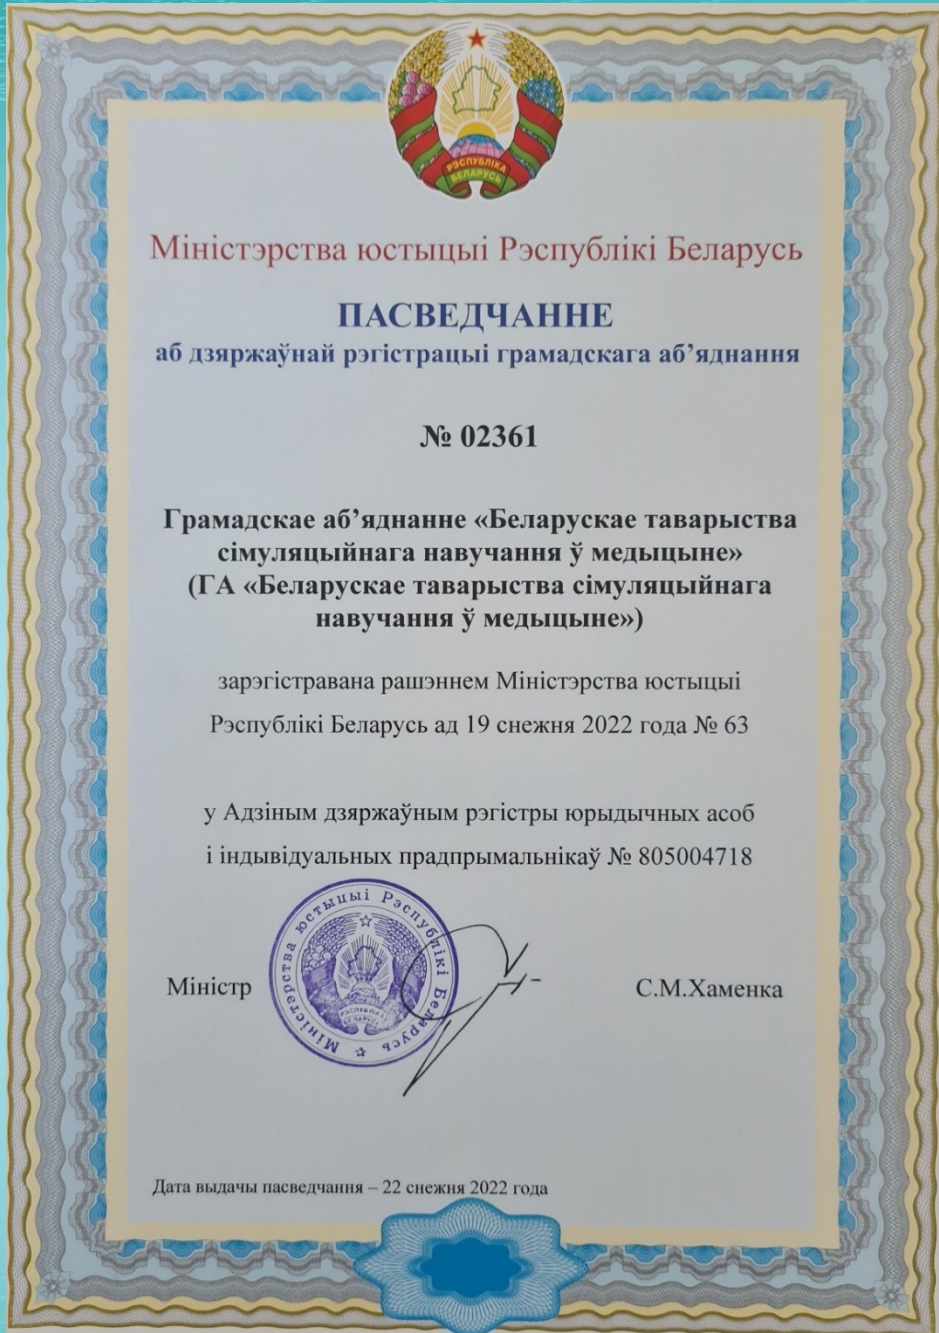 РЭСПУБЛІКА
БЕЛАРУСЬ
Міністэрства юстыцыі Рэспублікі Беларусь
ПАСВЕДЧАННЕ
аб дзяржаўнай рэгістрацыі грамадскага аб’яднання
№ 02361
Грамадскае аб’яднанне «Беларускае таварыства
сімуляцыйнага навучання ў медыцыне»
(ГА «Беларускае таварыства сімуляцыйнага
навучання ў медыцыне»)
зарэгістравана рашэннем Міністэрства юстыцыі
Рэспублікі Беларусь ад 19 снежня 2022 года № 63
у Адзіным дзяржаўным рэгістры юрыдычных асоб
і індывідуальных прадпрымальнікаў № 805004718
Міністэрства юстыцыі Рэспублікі Беларусь
РЭСПУБЛІКА
БЕЛАРУСЬ
Міністр
С.М.Хаменка
Дата выдачы пасведчання – 22 снежня 2022 года